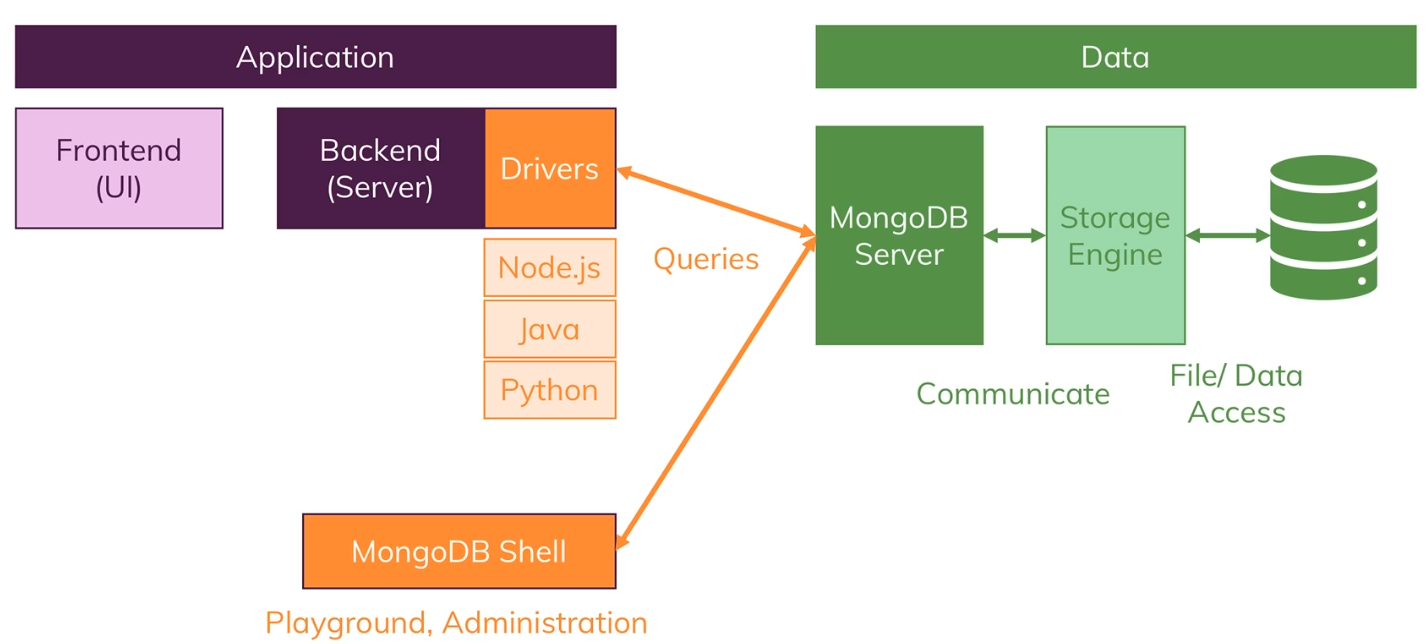 Application
Data
Frontend
(UI)
Backend
(Server)
Drivers
Node.js
Java
Python
Queries
MongoDB
Server
Storage
Engine
Communicate
File/ Data
Access
MongoDB Shell
Playground, Administration